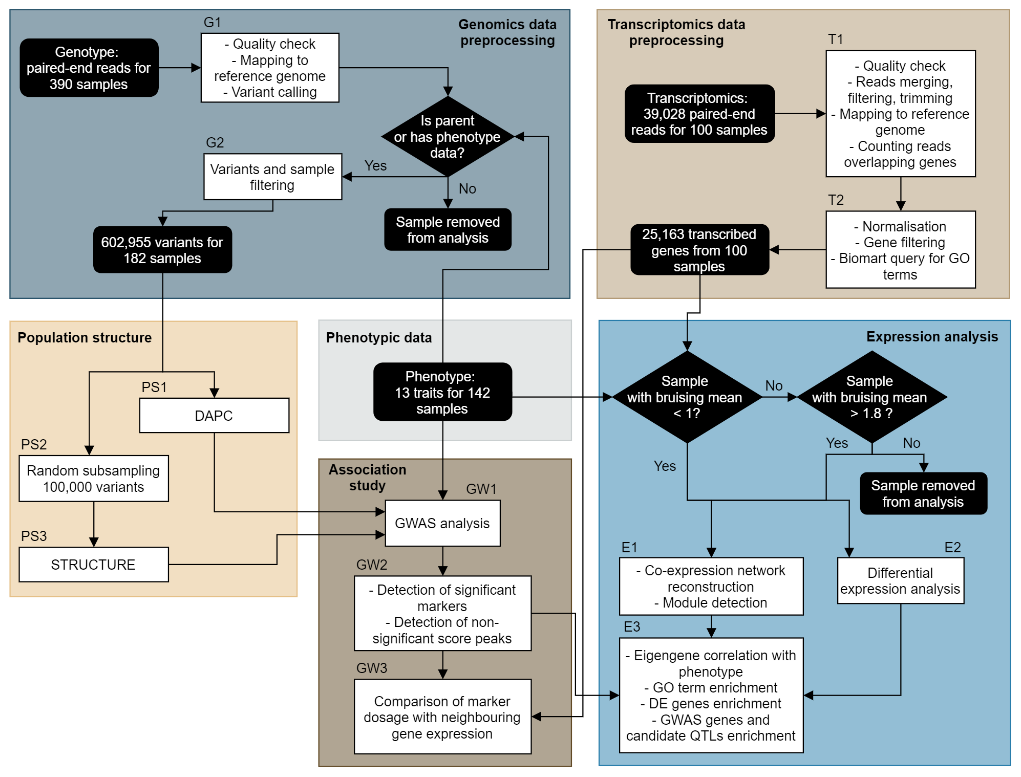 Genomics data
preprocessing
G1
Genotype:
paired-end reads for
390 samples
- Quality check
- Mapping to
reference genome
- Variant calling
Is parent
or has phenotype
data?
G2
Yes
No
Variants and sample
filtering
Sample removed
from analysis
602,955 variants for
182 samples
Transcriptomics data
preprocessing
T1
Transcriptomics:
39,028 paired-end
reads for 100 samples
- Quality check
- Reads merging,
filtering, trimming
- Mapping to reference
genome
- Counting reads
overlapping genes
T2
25,163 transcribed
genes from 100
samples
- Normalisation
- Gene filtering
- Biomart query for GO
terms
Population structure
PS1
DAPC
PS2
Random subsampling
100,000 variants
PS3
STRUCTURE
Phenotypic data
Phenotype:
13 traits for 142
samples
Association
study
GW1
GWAS analysis
GW2
- Detection of significant
markers
- Detection of non-
significant score peaks
GW3
Comparison of marker
dosage with neighbouring
gene expression
Expression analysis
Sample
with bruising mean
< 1?
No
Sample
with bruising mean
> 1.8 ?
Yes
Yes
No
Sample removed
from analysis
E1
- Co-expression network
reconstruction
- Module detection
E2
Differential
expression analysis
E3
- Eigengene correlation with
phenotype
- GO term enrichment
- DE genes enrichment
- GWAS genes and
candidate QTLs enrichment